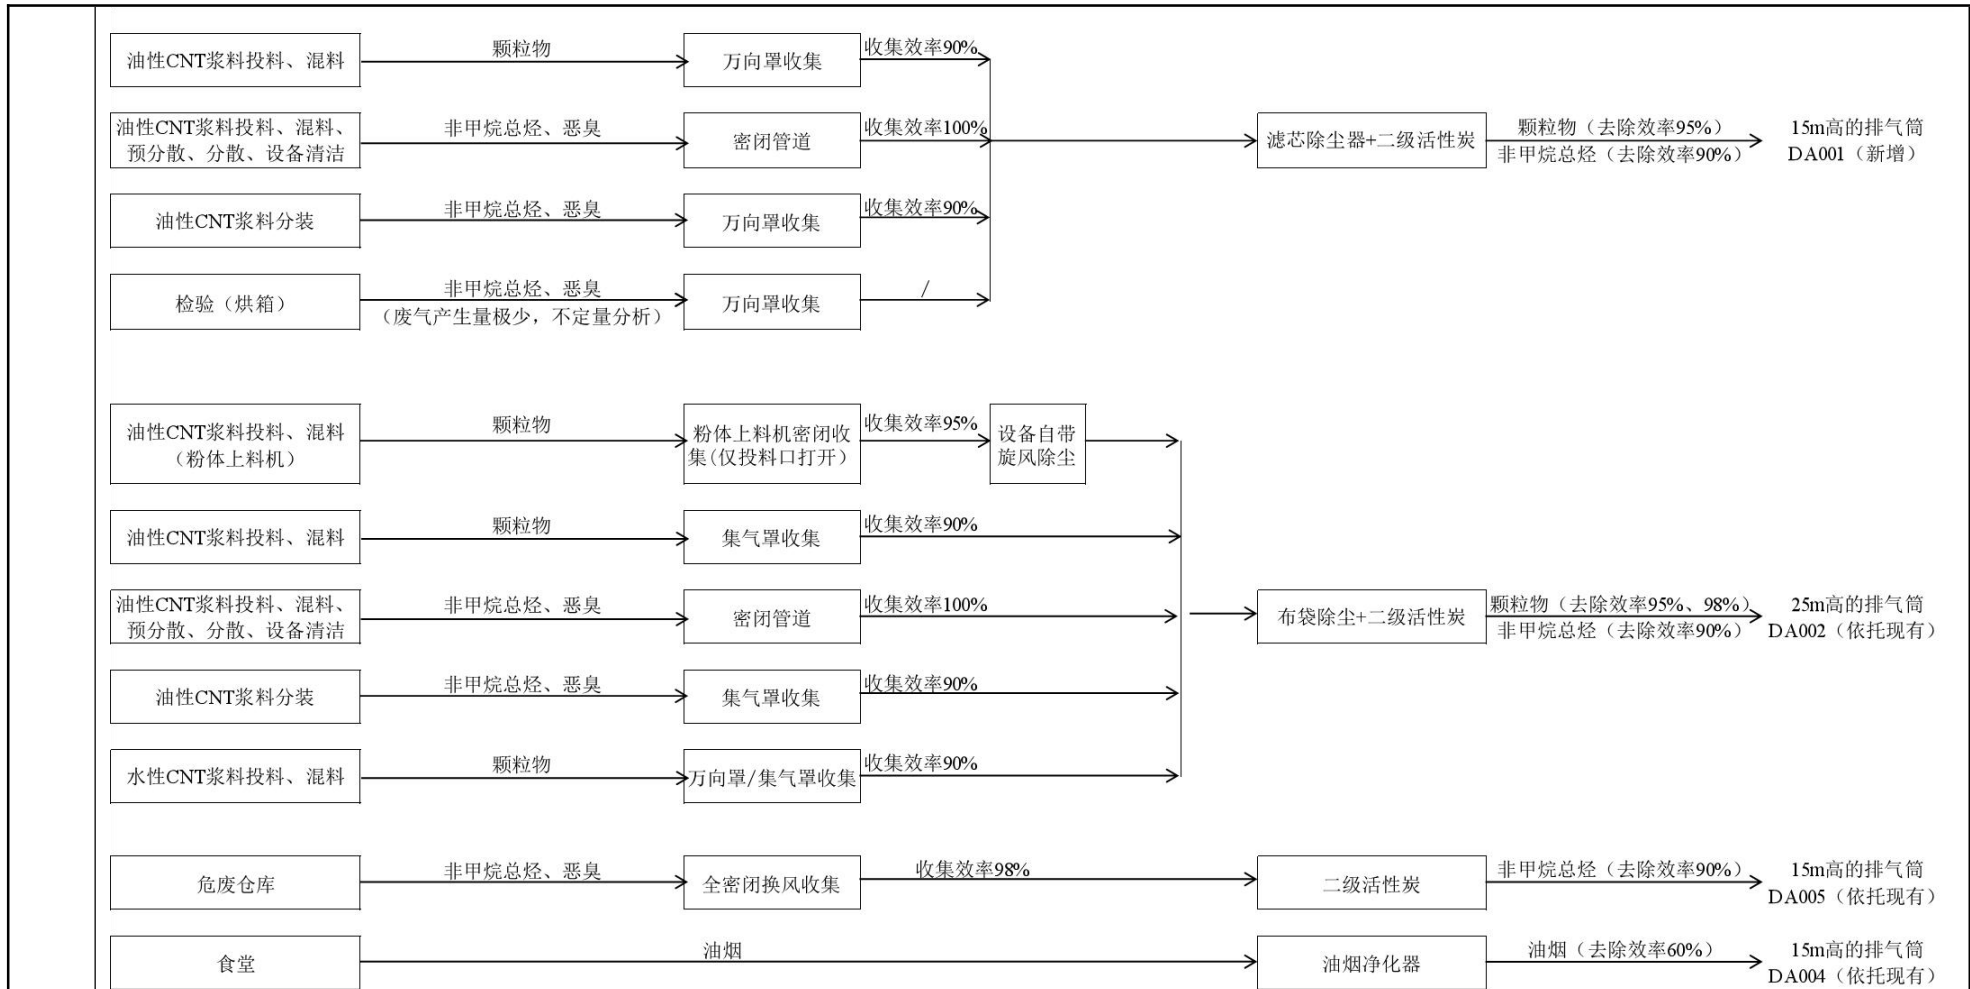 油性CNT浆料投料、混料
颗粒物
万向罩收集
收集效率90%
油性CNT浆料投料、混料、
预分散、分散、设备清洁
非甲烷总烃、恶臭
密闭管道
收集效率100%
滤芯除尘器+二级活性炭
颗粒物（去除效率95%）
非甲烷总烃（去除效率90%）
15m高的排气筒
DA001（新增）
油性CNT浆料分装
非甲烷总烃、恶臭
万向罩收集
收集效率90%
检验（烘箱）
非甲烷总烃、恶臭
（废气产生量极少，不定量分析）
万向罩收集
/
油性CNT浆料投料、混料
（粉体上料机）
颗粒物
粉体上料机密闭收
集(仅投料口打开）
收集效率95%
设备自带
旋风除尘
油性CNT浆料投料、混料
颗粒物
集气罩收集
收集效率90%
油性CNT浆料投料、混料、
预分散、分散、设备清洁
非甲烷总烃、恶臭
密闭管道
收集效率100%
布袋除尘+二级活性炭
颗粒物（去除效率95%、98%）
非甲烷总烃（去除效率90%）
25m高的排气筒
DA002（依托现有）
油性CNT浆料分装
非甲烷总烃、恶臭
集气罩收集
收集效率90%
水性CNT浆料投料、混料
颗粒物
万向罩/集气罩收集
收集效率90%
危废仓库
非甲烷总烃、恶臭
全密闭换风收集
收集效率98%
二级活性炭
非甲烷总烃（去除效率90%）
15m高的排气筒
DA005（依托现有）
食堂
油烟
油烟净化器
油烟（去除效率60%）
15m高的排气筒
DA004（依托现有）